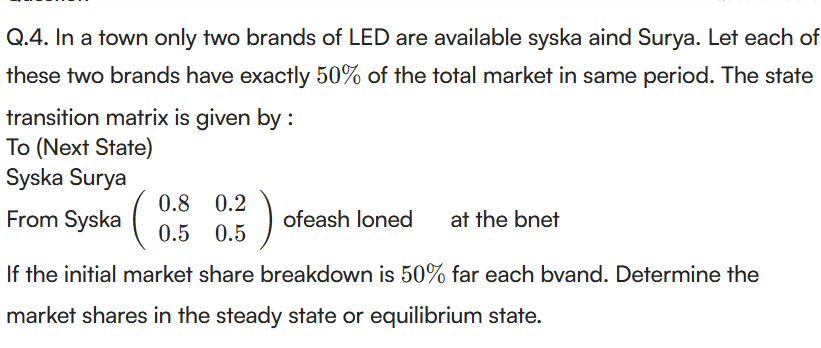 Q.4. In a town only two brands of LED are available syska aind Surya. Let each of
these two brands have exactly 50% of the total market in same period. The state
transition matrix is given by :
To (Next State)
Syska Surya
From Syska ( 0.8 0.2
0.5 0.5 ) ofeash loned at the bnet
If the initial market share breakdown is 50% far each bvand. Determine the
market shares in the steady state or equilibrium state.